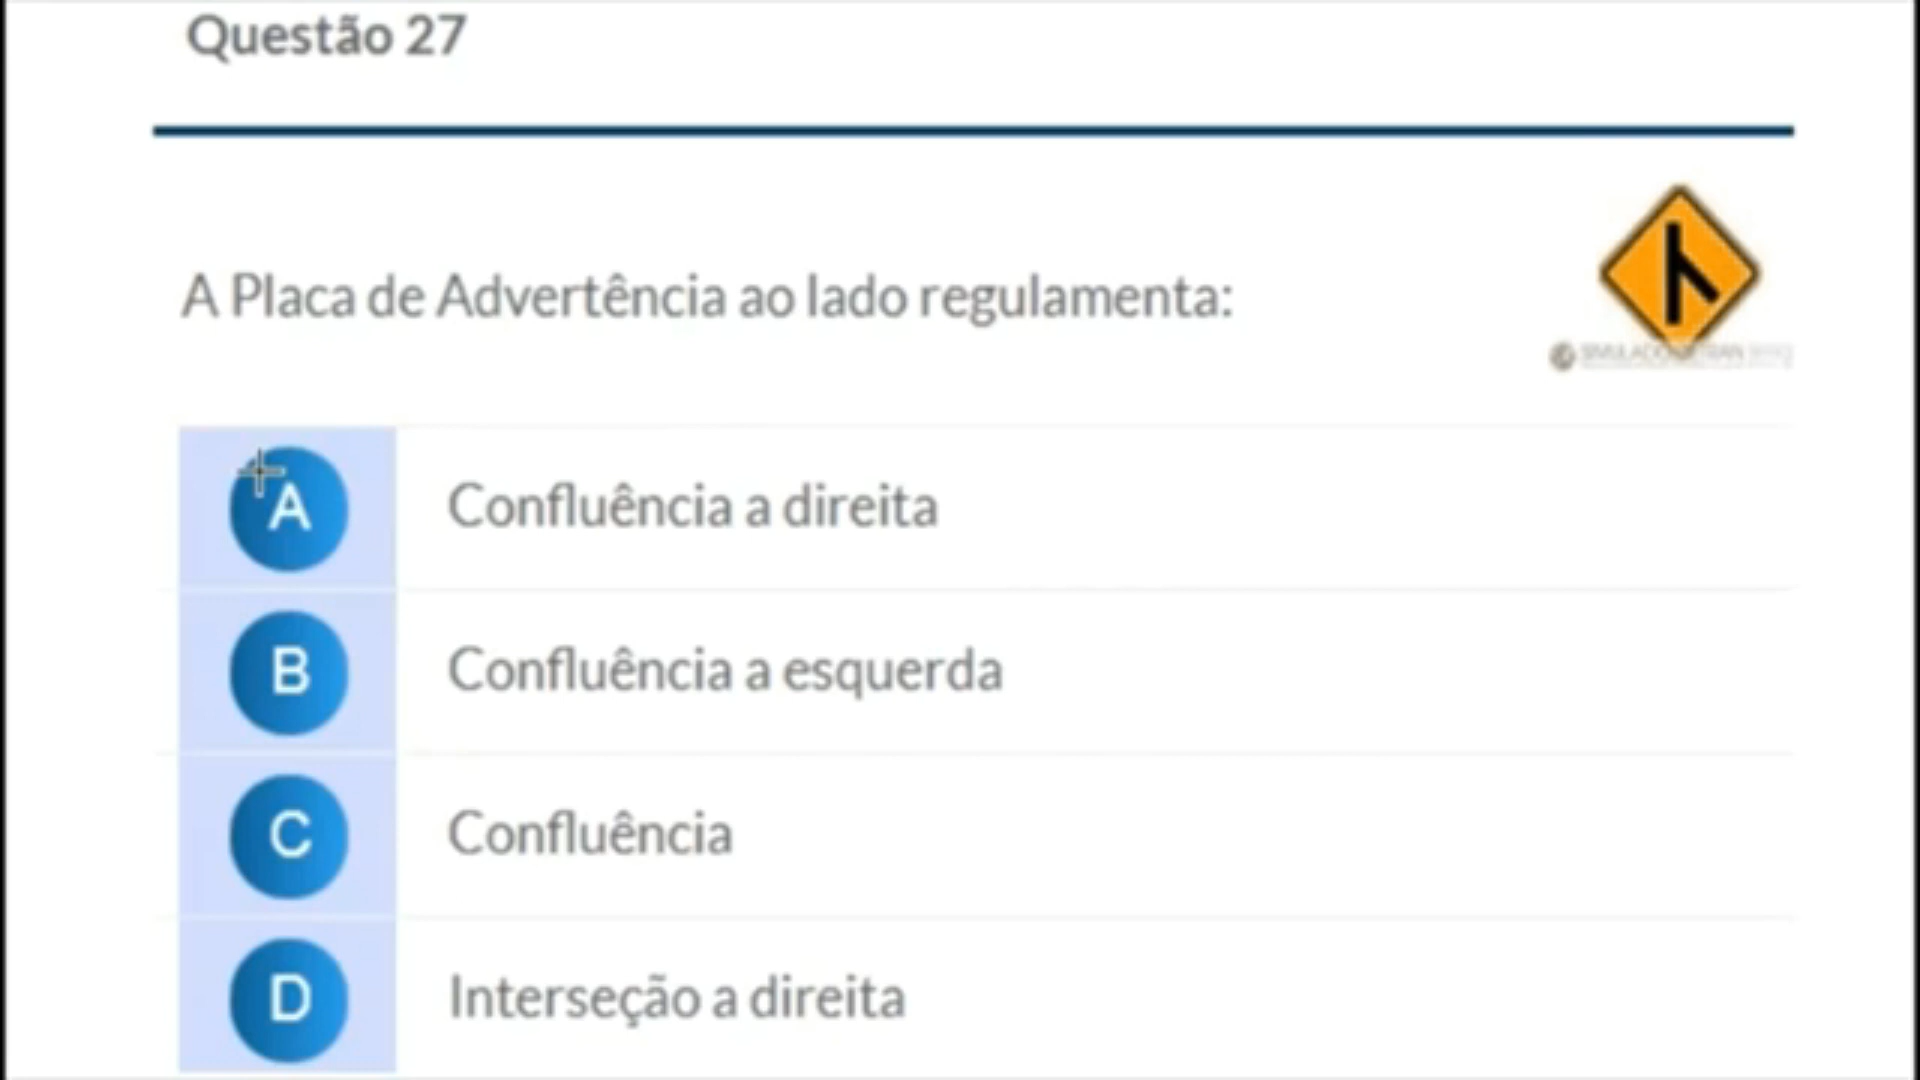 Questão 27
A Placa de Advertência ao lado regulamenta:
A Confluência a direita
B Confluência a esquerda
C Confluência
D Interseção a direita